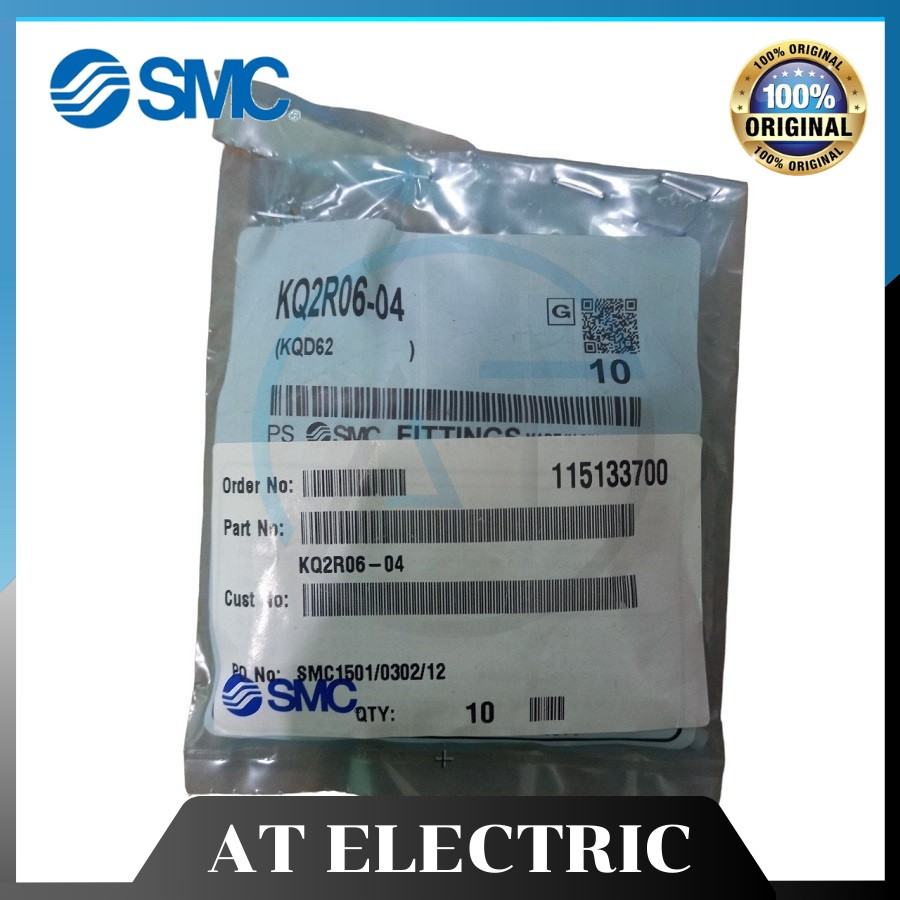 SMC
100% ORIGINAL
100%
ORIGINAL
100% ORIGINAL
KQ2R06-04
(KQD62 )
G
10
PS SMC FITTINGS
Order No: 115133700
Part No:
KQ2R06-04
Cust No:
PO No: SMC1501/0302/12
SMC
QTY: 10
AT
AT ELECTRIC